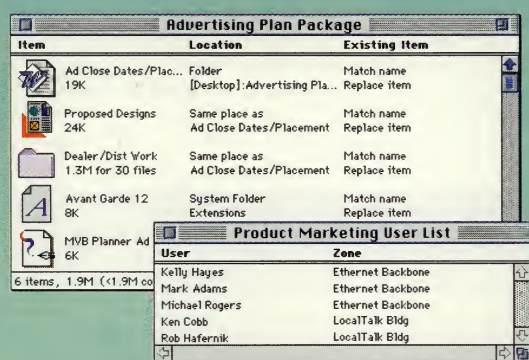 Advertising Plan Package
Item Location Existing Item
Ad Close Dates/Plac... Folder Match name
19K [Desktop]:Advertising Pla... Replace item
Proposed Designs Same place as Match name
24K Ad Close Dates/Placement Replace item
Dealer/Dist Work Same place as Match name
1.3M for 30 files Ad Close Dates/Placement Replace item
Avant Garde 12 System Folder Match name
8K Extensions Replace item
MVB Planner Ad
6K
6 items, 1.9M (<1.9M co
Product Marketing User List
User Zone
Kelly Hayes Ethernet Backbone
Mark Adams Ethernet Backbone
Michael Rogers Ethernet Backbone
Ken Cobb LocalTalk Bldg
Rob Hafernik LocalTalk Bldg